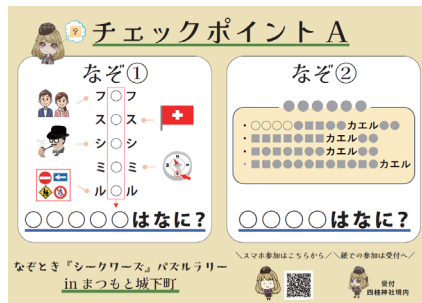 チェックポイントA
なぞ①
フ○フ
ス○ス
シ○シ
ミ○ミ
ル○ル
○○○○○はなに?
なぞ②
●●●●●●
・○○○○●■■●カエル●●
・■■■■■■■カエル●●
・■■■■■■●カエル●●
・■■■■■■■■■■●カエル
○○○○はなに?
なぞとき『シークワーズ』パズルラリー
in まつもと城下町
\スマホ参加はこちらから/
\紙での参加は受付へ/
受付
四柱神社境内